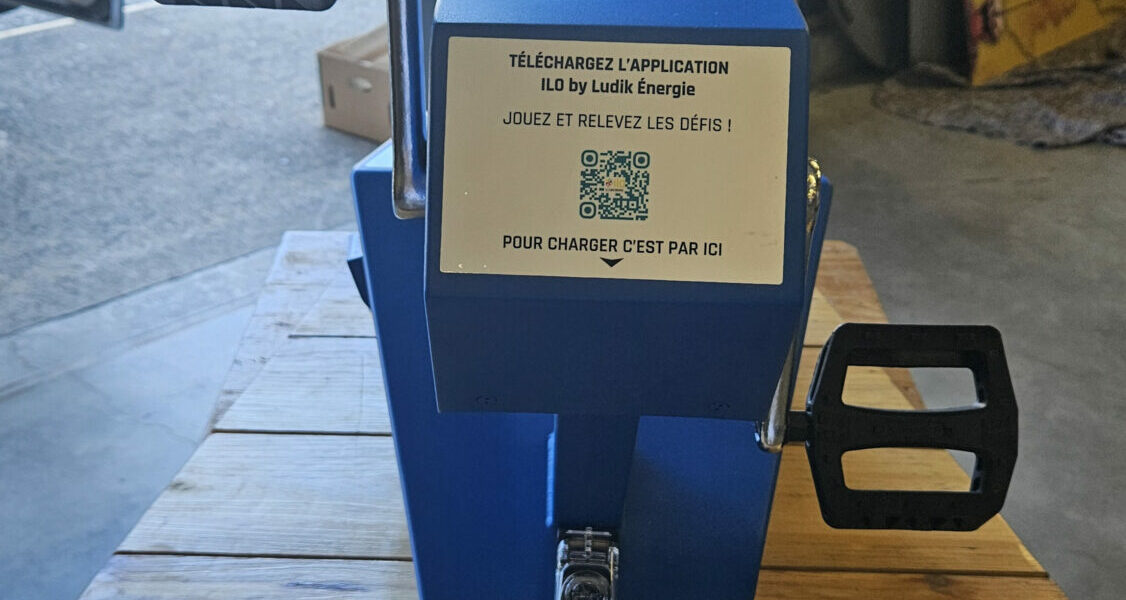 TÉLÉCHARGEZ L'APPLICATION
ILO by Ludik Énergie
JOUEZ ET RELEVEZ LES DÉFIS !
POUR CHARGER C'EST PAR ICI